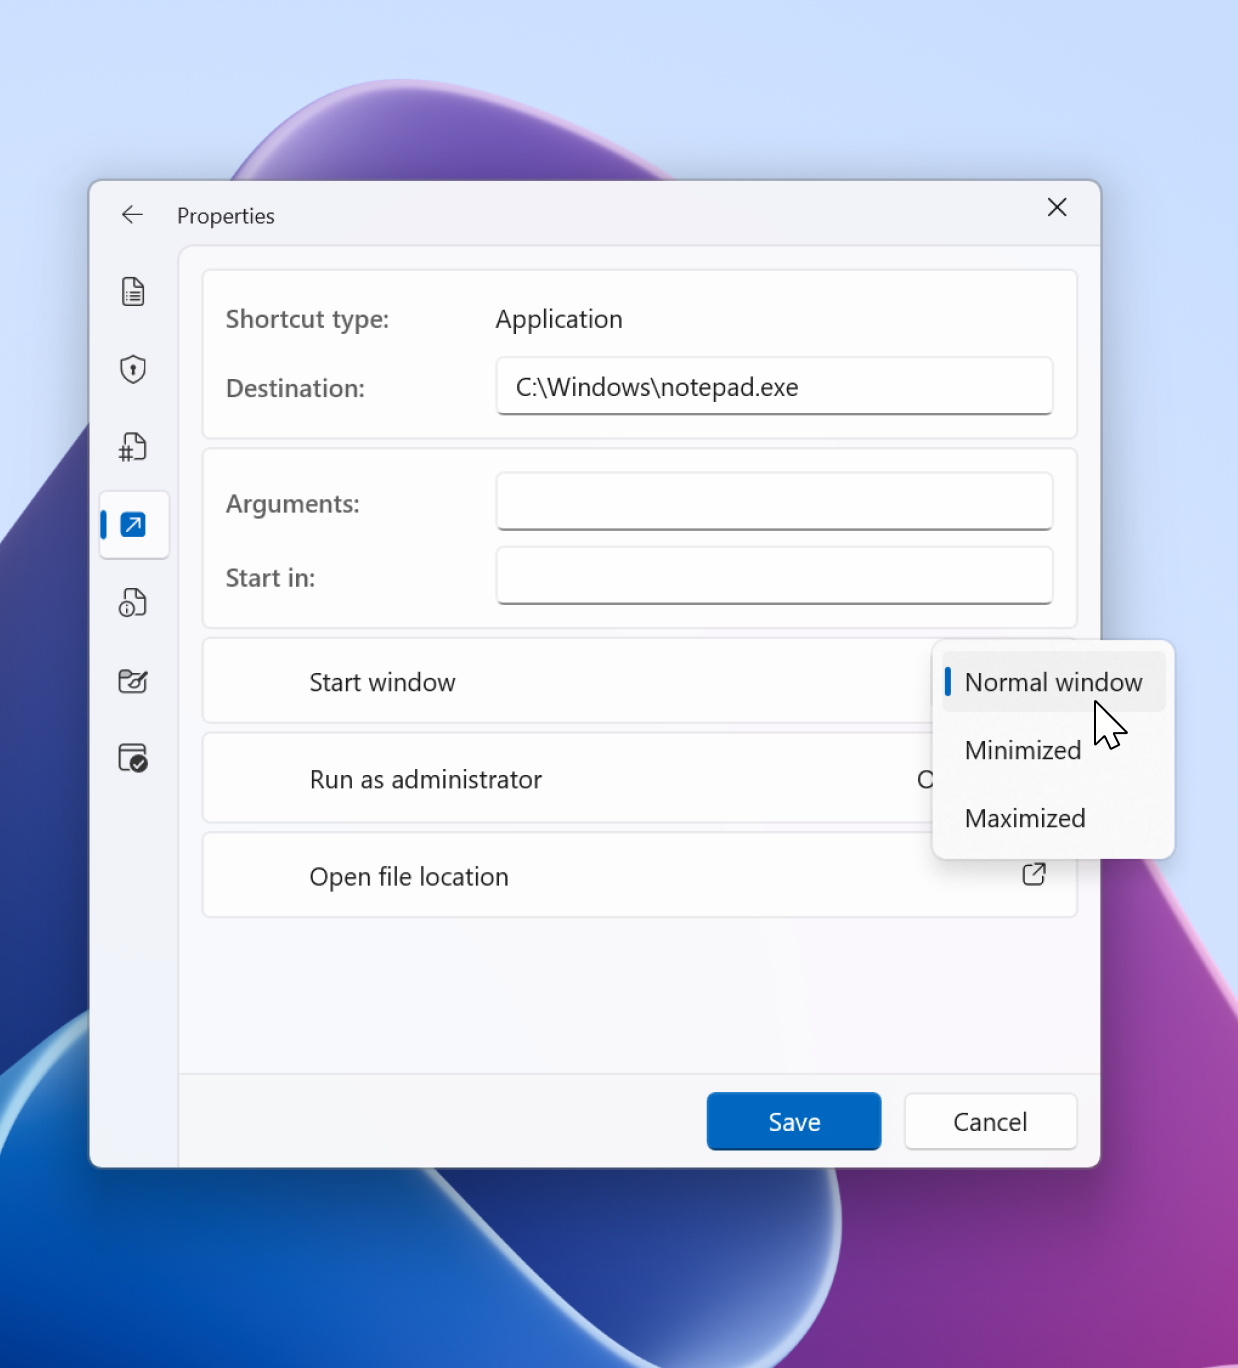 Properties
Shortcut type: Application
Destination: C:\Windows\notepad.exe
Arguments:
Start in:
Start window
Normal window
Minimized
Maximized
Run as administrator
Open file location
Save
Cancel